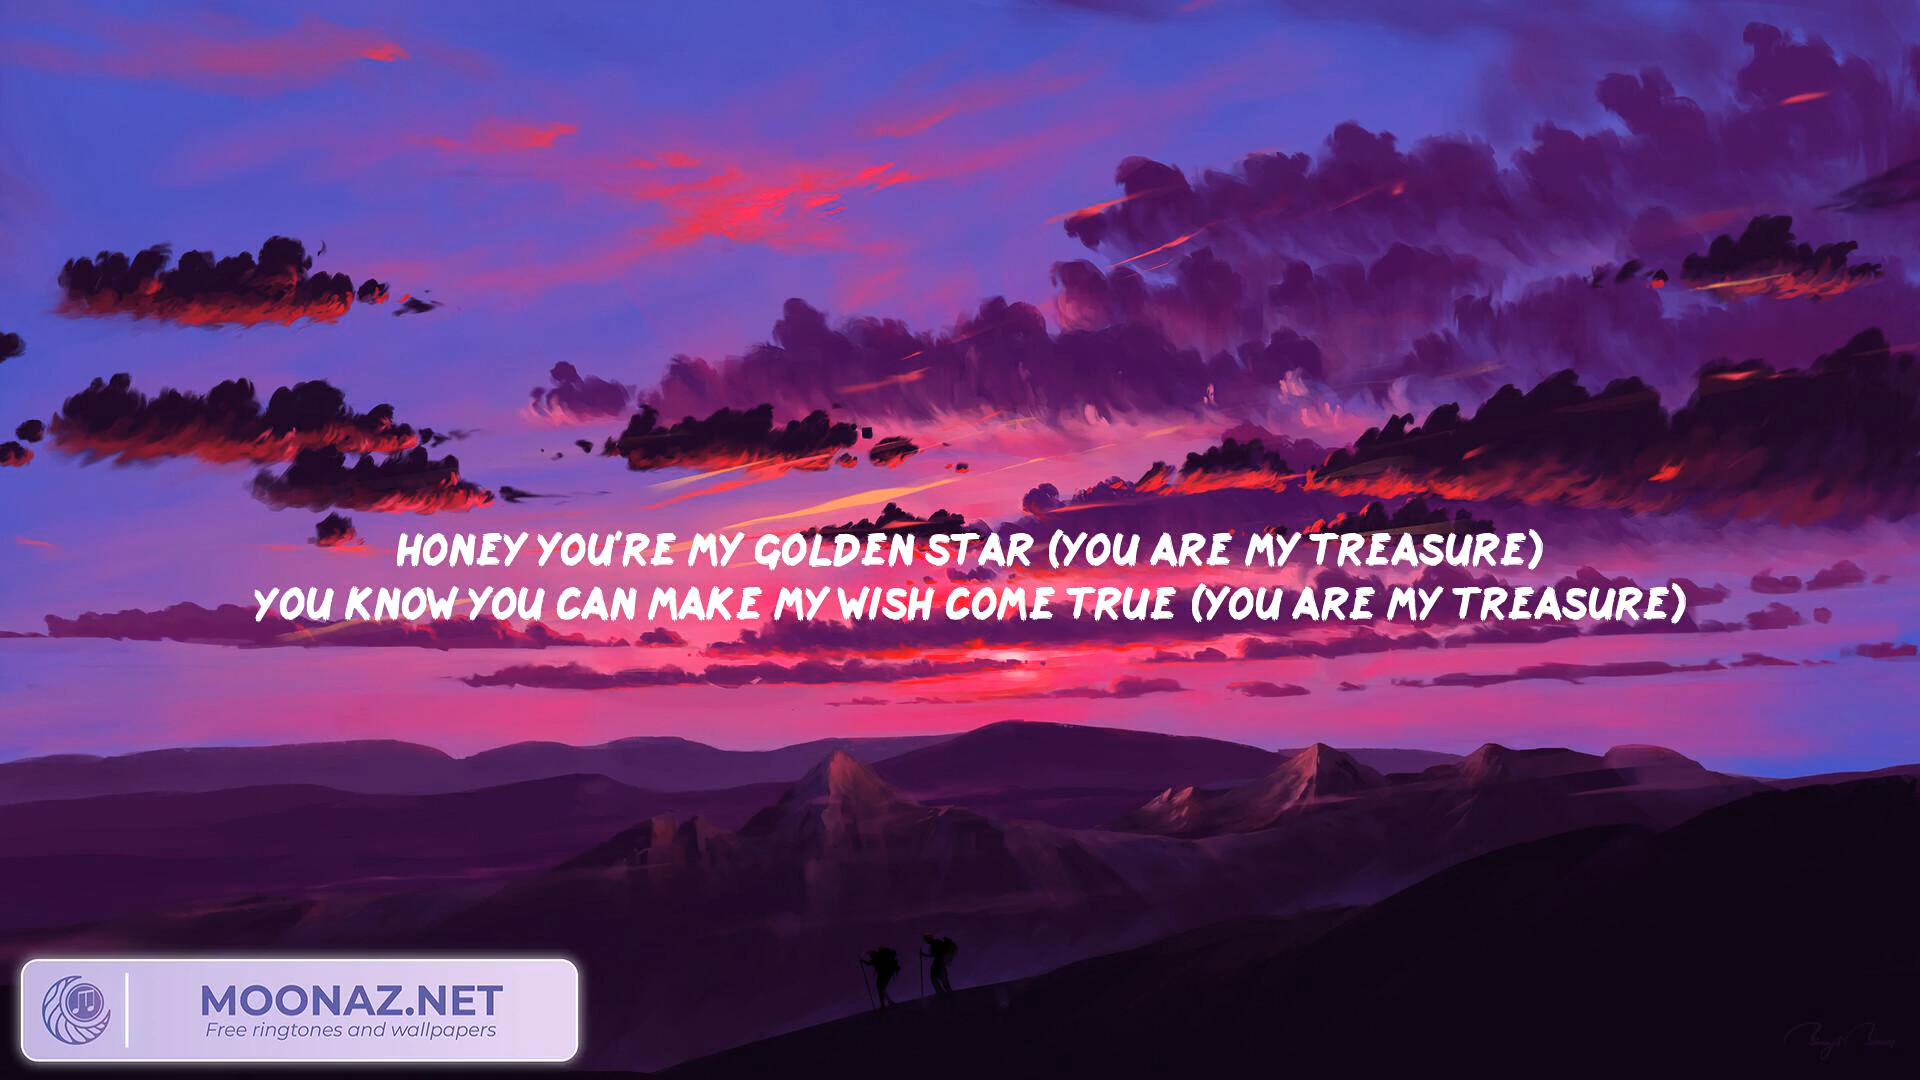 HONEY YOU'RE MY GOLDEN STAR (YOU ARE MY TREASURE)
YOU KNOW YOU CAN MAKE MY WISH COME TRUE (YOU ARE MY TREASURE)
MOONAZ.NET
Free ringtones and wallpapers